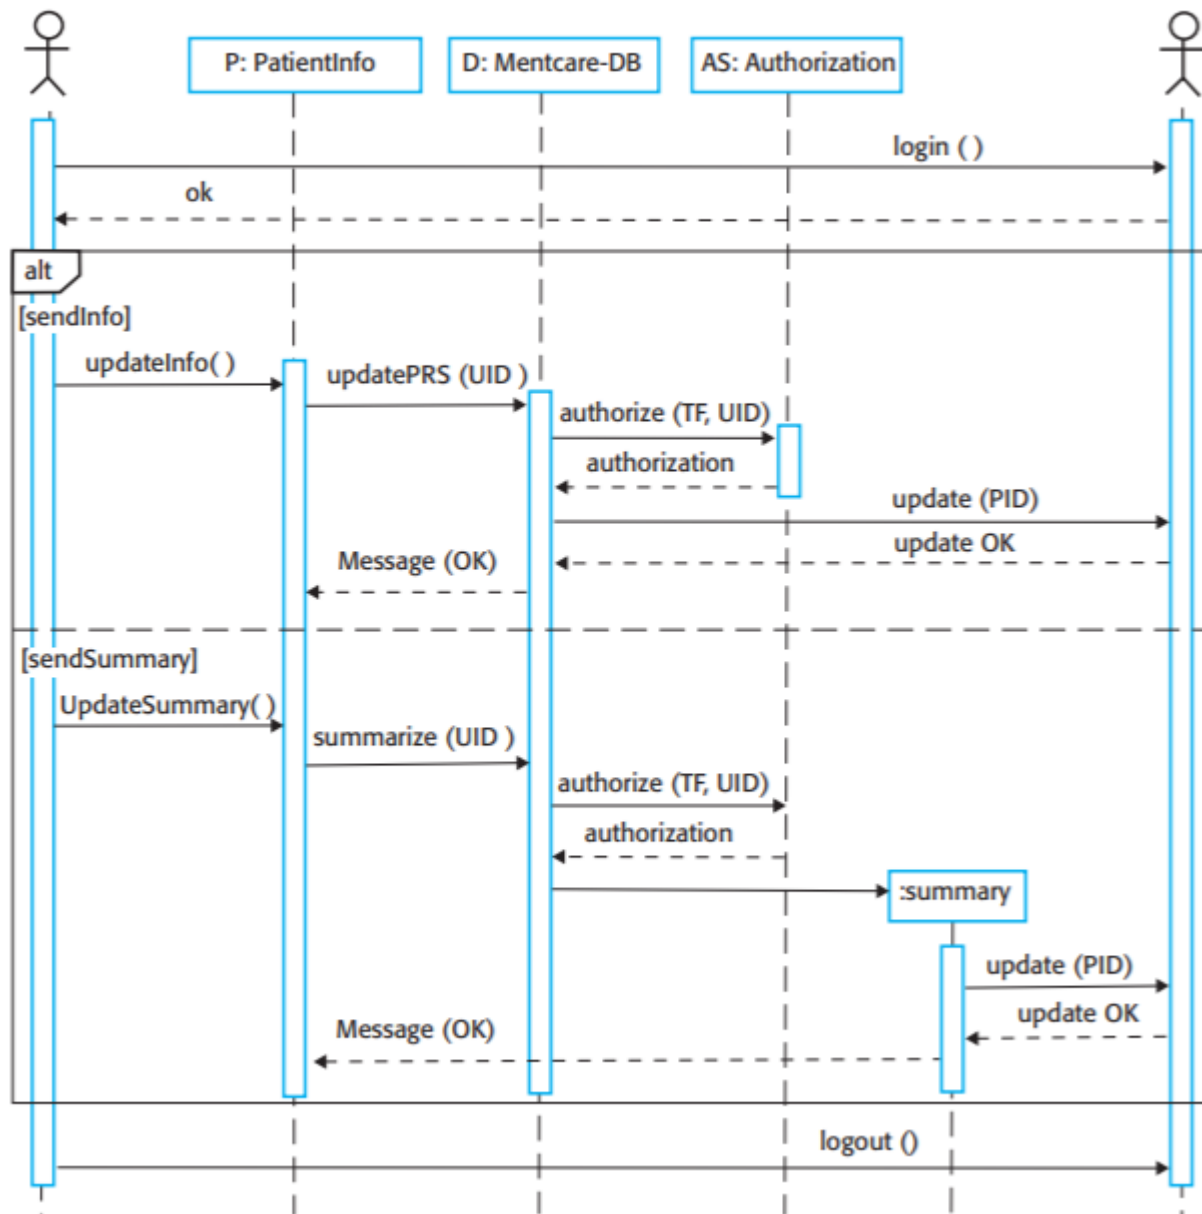 P: PatientInfo
D: Mentcare-DB
AS: Authorization
login ( )
ok
alt
[sendInfo]
updateInfo( )
updatePRS (UID )
authorize (TF, UID)
authorization
update (PID)
update OK
Message (OK)
[sendSummary]
UpdateSummary( )
summarize (UID )
authorize (TF, UID)
authorization
:summary
update (PID)
update OK
Message (OK)
logout ()